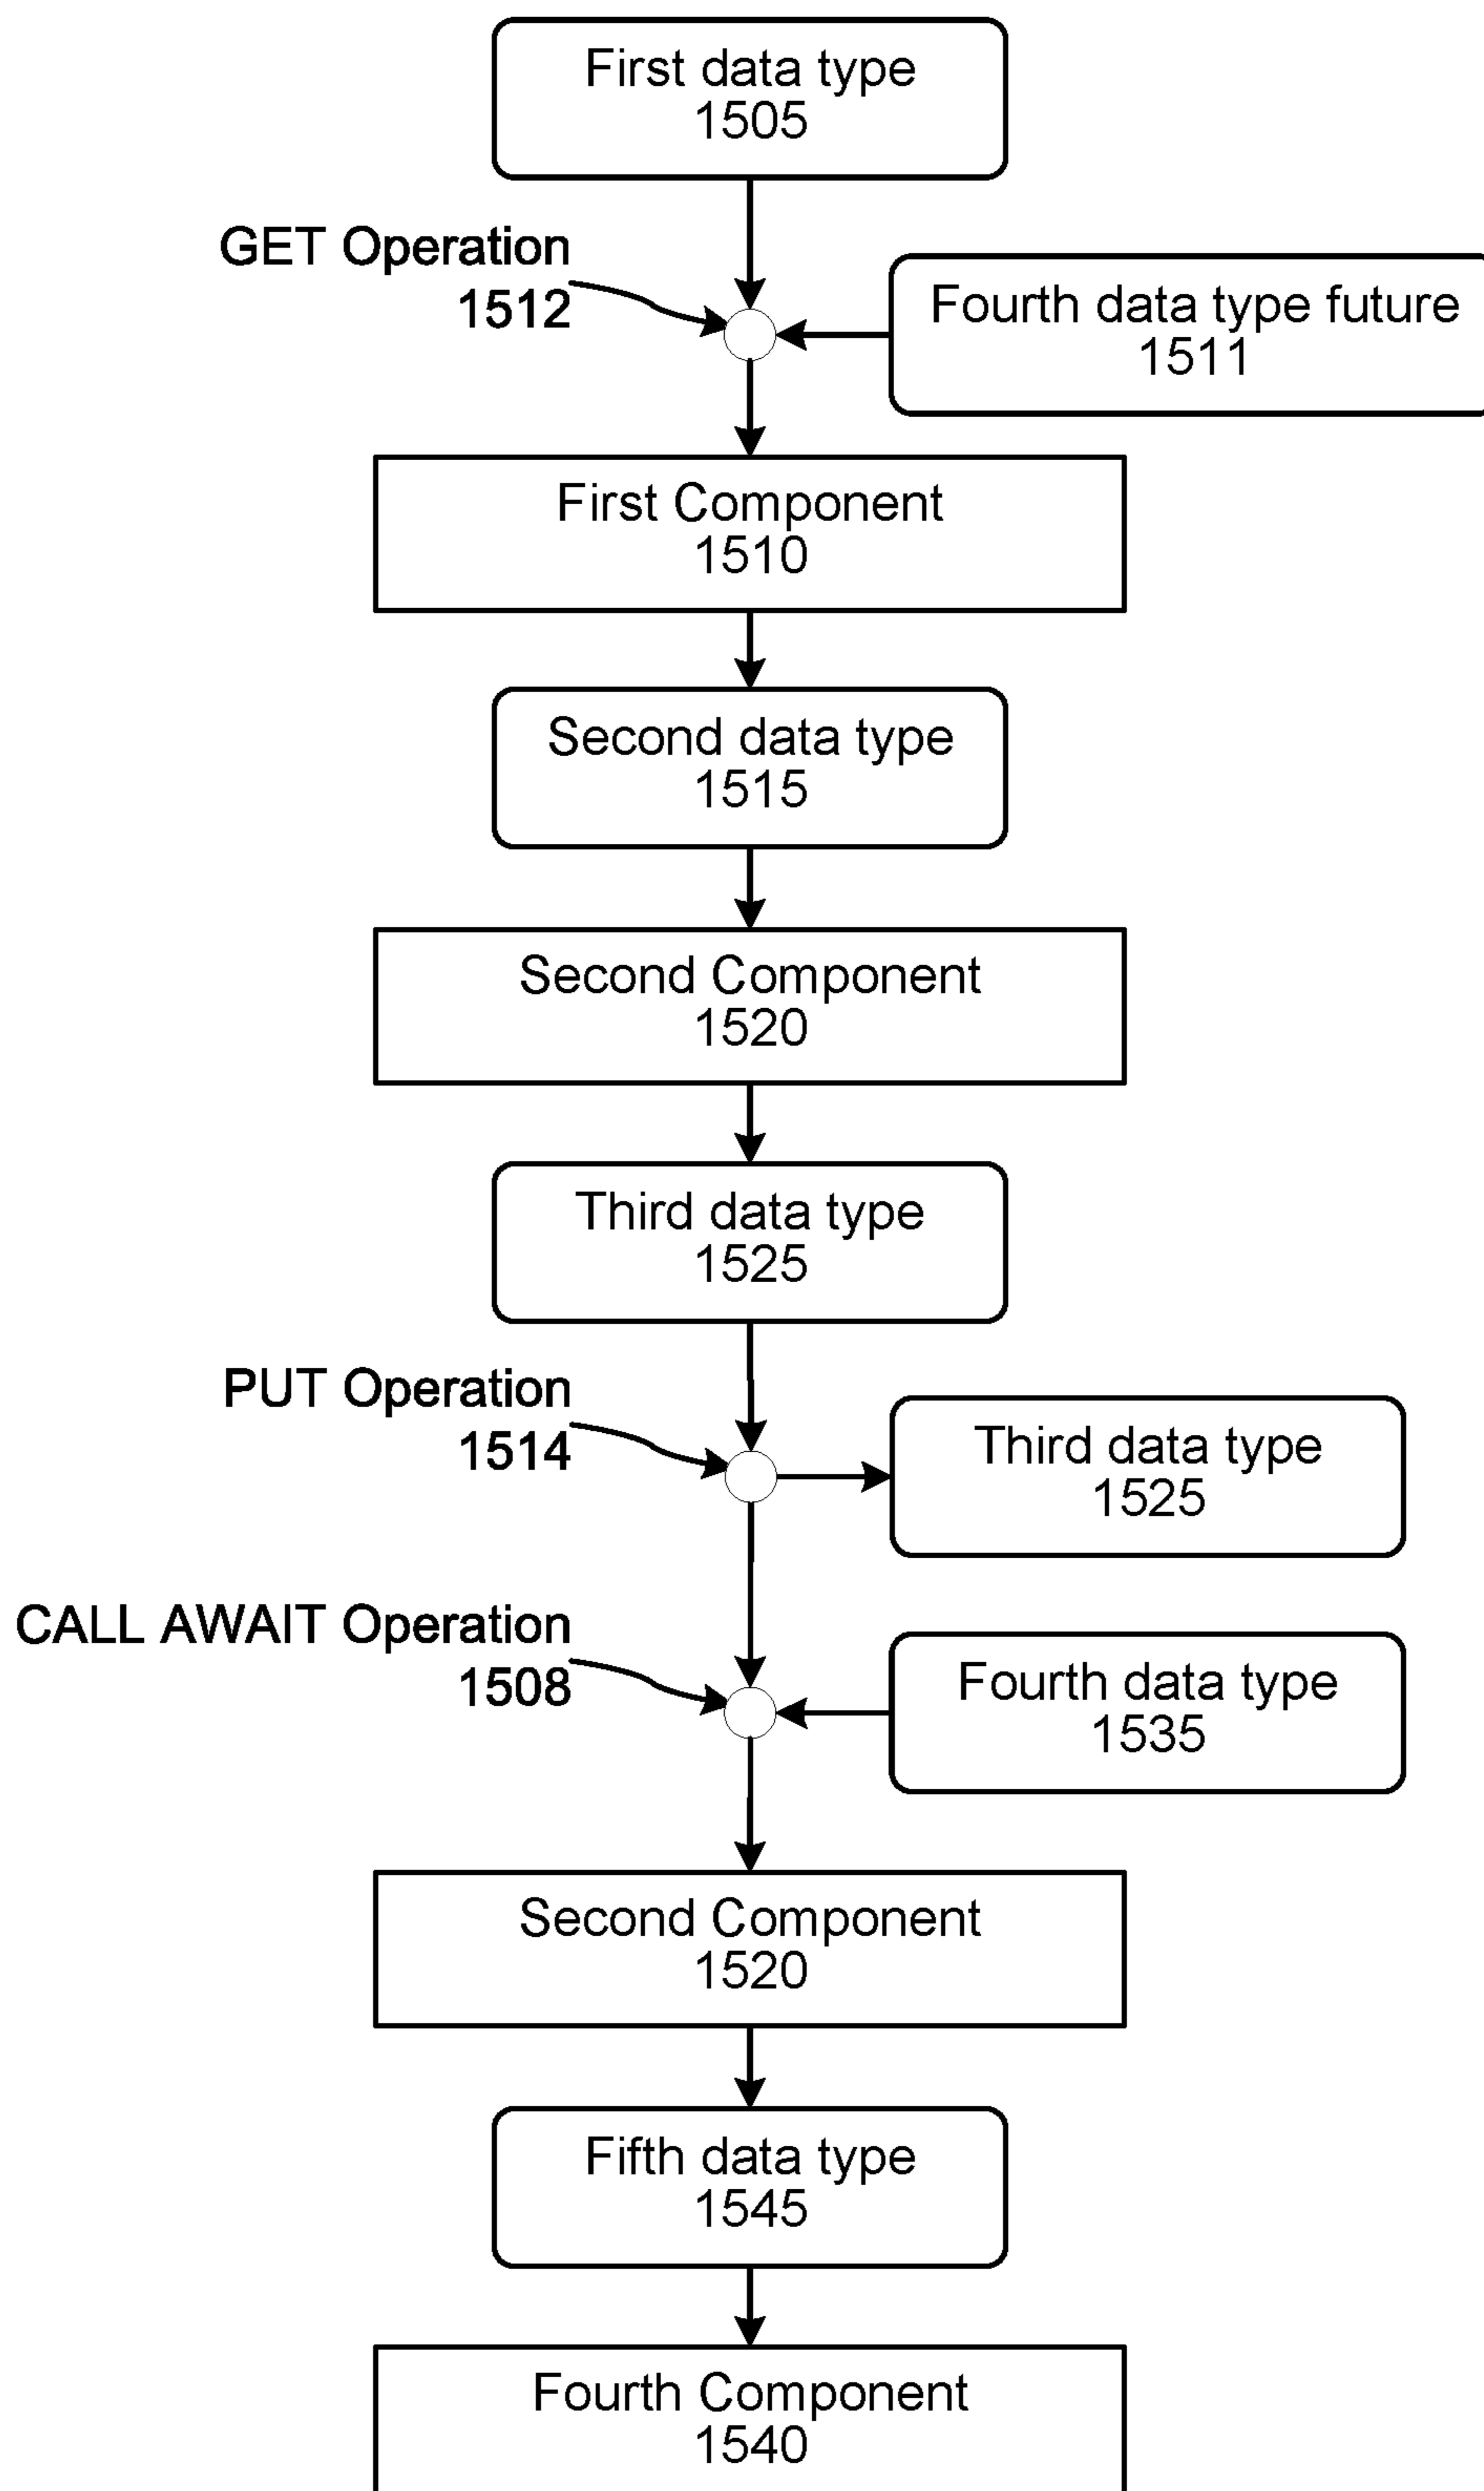 First data type
1505
GET Operation
1512
Fourth data type future
1511
First Component
1510
Second data type
1515
Second Component
1520
Third data type
1525
PUT Operation
1514
Third data type
1525
CALL AWAIT Operation
1508
Fourth data type
1535
Second Component
1520
Fifth data type
1545
Fourth Component
1540